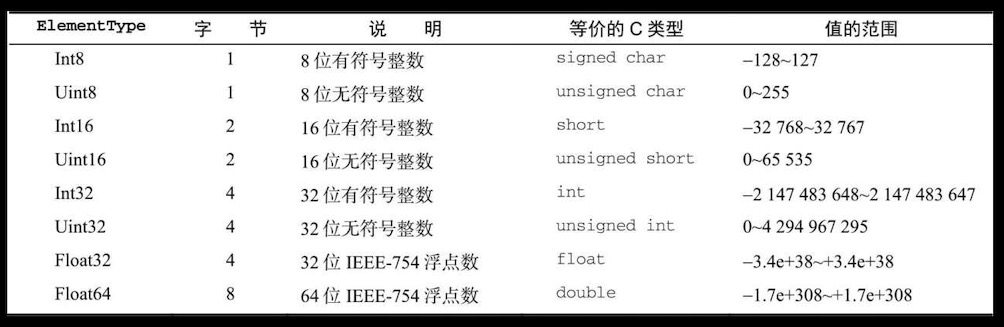 ElementType 字 节 说 明 等价的 C 类型 值的范围
Int8 1 8 位有符号整数 signed char –128~127
Uint8 1 8 位无符号整数 unsigned char 0~255
Int16 2 16 位有符号整数 short –32 768~32 767
Uint16 2 16 位无符号整数 unsigned short 0~65 535
Int32 4 32 位有符号整数 int –2 147 483 648~2 147 483 647
Uint32 4 32 位无符号整数 unsigned int 0~4 294 967 295
Float32 4 32 位 IEEE-754 浮点数 float –3.4e+38~+3.4e+38
Float64 8 64 位 IEEE-754 浮点数 double –1.7e+308~+1.7e+308